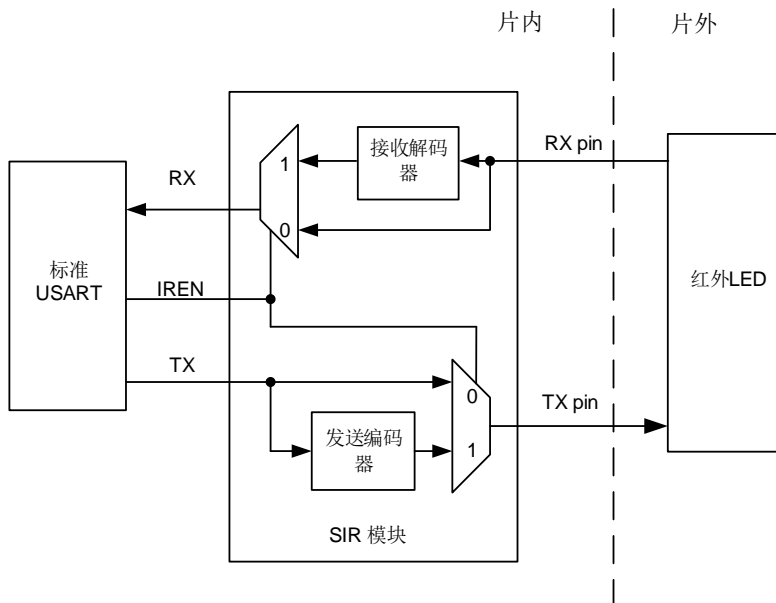 片内
片外
接收解码
器
RX pin
1
RX
0
标准
USART
IREN
红外LED
TX
0
TX pin
发送编码
器
1
SIR 模块